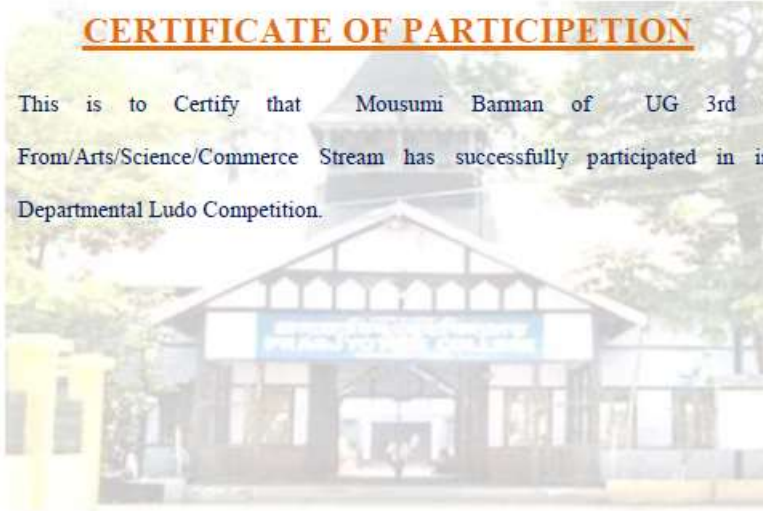 CERTIFICATE OF PARTICIPETION
This is to Certify that Mousumi Barman of UG 3rd
From/Arts/Science/Commerce Stream has successfully participated in
Departmental Ludo Competition.
COLLEGE